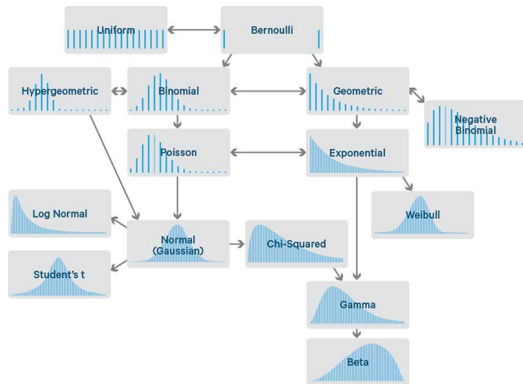 Uniform
Bernoulli
Hypergeometric
Binomial
Geometric
Negative
Binomial
Poisson
Exponential
Log Normal
Weibull
Normal
(Gaussian)
Chi-Squared
Student's t
Gamma
Beta